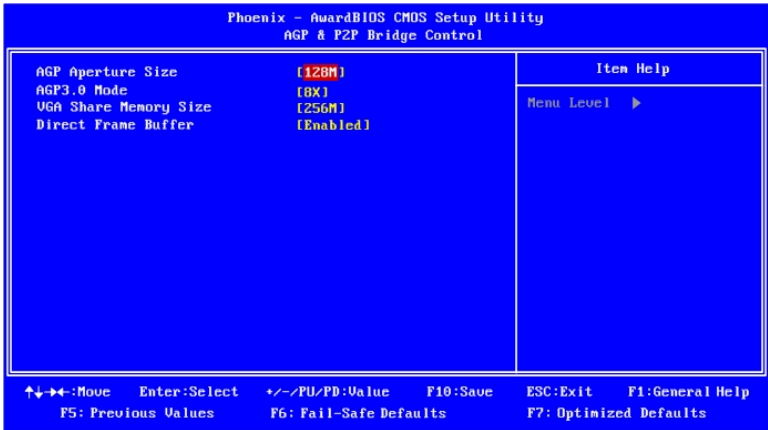 Phoenix - AwardBIOS CMOS Setup Utility
AGP & P2P Bridge Control
AGP Aperture Size [128M]
AGP3.0 Mode [8X]
VGA Share Memory Size [256M]
Direct Frame Buffer [Enabled]
Item Help
Menu Level ▶
↑↓→←:Move Enter:Select +/-/PU/PD:Value F10:Save ESC:Exit F1:General Help
F5: Previous Values F6: Fail-Safe Defaults F7: Optimized Defaults